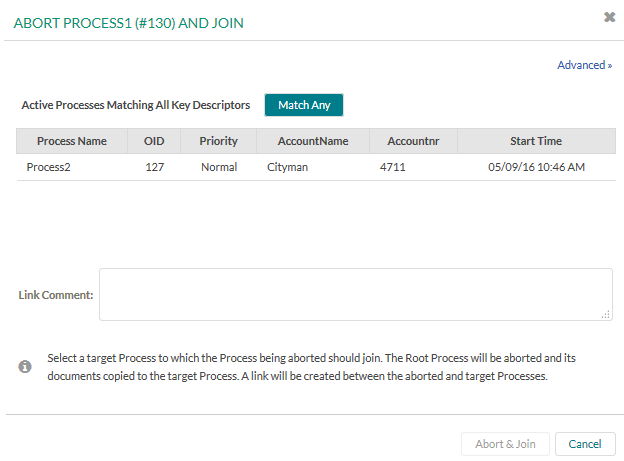 ABORT PROCESS1 (#130) AND JOIN
Advanced »
Active Processes Matching All Key Descriptors Match Any
Process Name OID Priority AccountName Accountnr Start Time
Process2 127 Normal Cityman 4711 05/09/16 10:46 AM
Link Comment:
Select a target Process to which the Process being aborted should join. The Root Process will be aborted and its
documents copied to the target Process. A link will be created between the aborted and target Processes.
Abort & Join Cancel